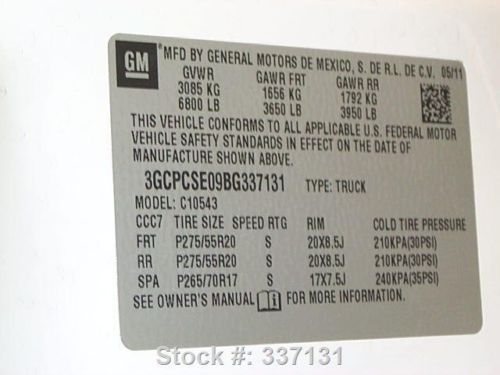 GM
MFD BY GENERAL MOTORS DE MEXICO, S. DE R.L. DE C.V. 05/11
GVWR GAWR FRT GAWR RR
3085 KG 1656 KG 1792 KG
6800 LB 3650 LB 3950 LB
THIS VEHICLE CONFORMS TO ALL APPLICABLE U.S. FEDERAL MOTOR
VEHICLE SAFETY STANDARDS IN EFFECT ON THE DATE OF
MANUFACTURE SHOWN ABOVE.
3GCPCSE09BG337131 TYPE: TRUCK
MODEL: C10543
CCC7 TIRE SIZE SPEED RTG RIM COLD TIRE PRESSURE
FRT P275/55R20 S 20X8.5J 210KPA(30PSI)
RR P275/55R20 S 20X8.5J 210KPA(30PSI)
SPA P265/70R17 S 17X7.5J 240KPA(35PSI)
SEE OWNER'S MANUAL FOR MORE INFORMATION.
Stock #: 337131